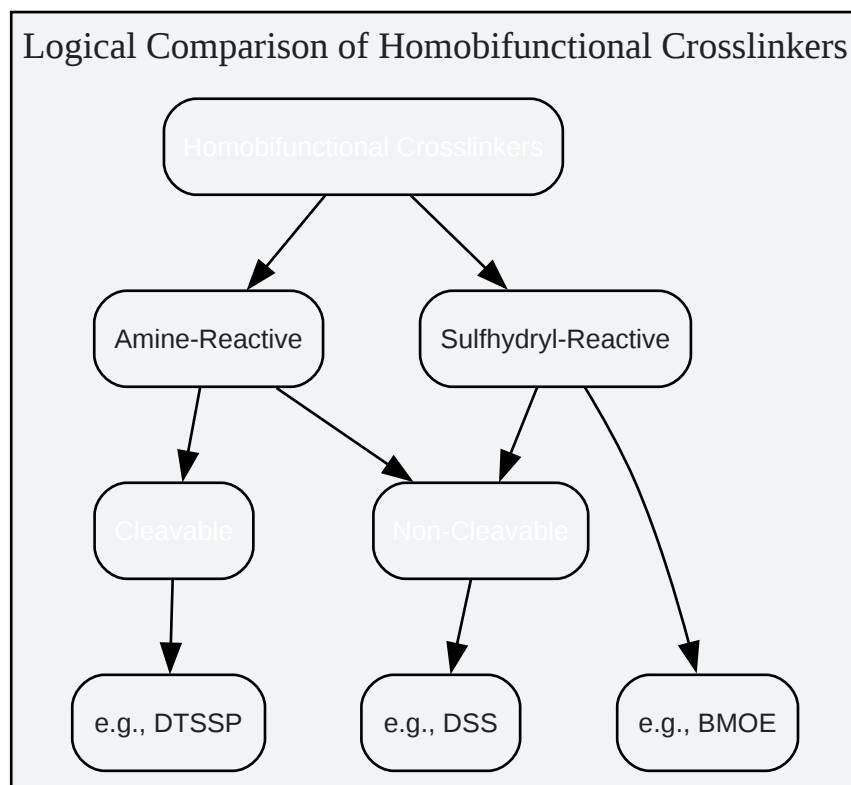 Logical Comparison of Homobifunctional Crosslinkers
Homobifunctional Crosslinkers
Amine-Reactive
Sulfhydryl-Reactive
Cleavable
Non-Cleavable
e.g., DTSSP
e.g., DSS
e.g., BMOE